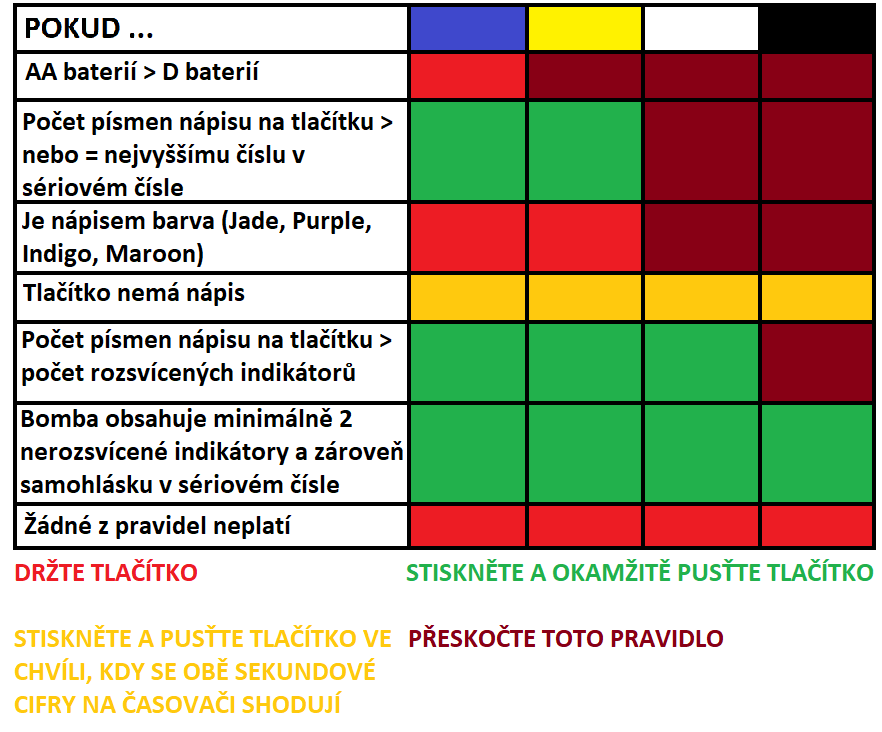 POKUD ...
AA baterií > D baterií
Počet písmen nápisu na tlačítku >
nebo = nejvyššímu číslu v
sériovém čísle
Je nápisem barva (Jade, Purple,
Indigo, Maroon)
Tlačítko nemá nápis
Počet písmen nápisu na tlačítku >
počet rozsvícených indikátorů
Bomba obsahuje minimálně 2
nerozsvícené indikátory a zároveň
samohlásku v sériovém čísle
Žádné z pravidel neplatí
DRŽTE TLAČÍTKO
STISKNĚTE A OKAMŽITĚ PUSŤTE TLAČÍTKO
STISKNĚTE A PUSŤTE TLAČÍTKO VE
CHVÍLI, KDY SE OBĚ SEKUNDOVÉ
CIFRY NA ČASOVAČI SHODUJÍ
PŘESKOČTE TOTO PRAVIDLO